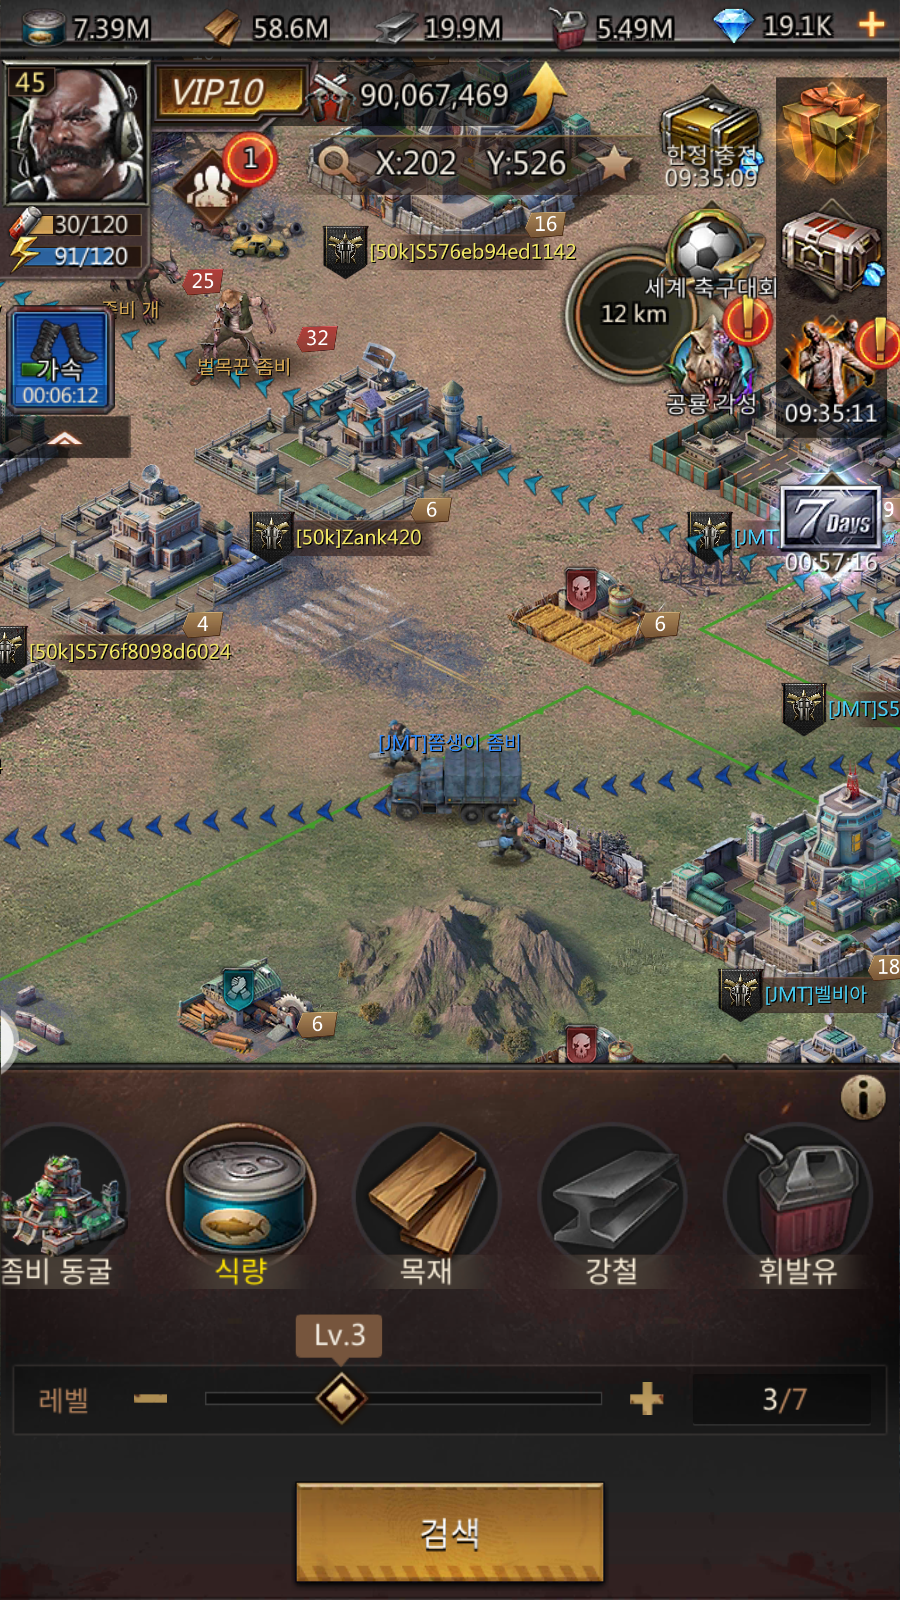 7.39M 58.6M 19.9M 5.49M 19.1K
45
VIP10
90,067,469
1
X:202 Y:526
한정 충전
09:35:09
30/120
91/120
16
[50k]S576eb94ed1142
25
좀비 개
세계 축구대회
12 km
32
벌목꾼 좀비
가속
00:06:12
공룡 각성
09:35:11
6
[50k]Zank420
7 Days
9
[JMT
00:57:16
4
[50k]S576f8098d6024
6
[JMT]S5
[JMT]쫌생이 좀비
18
[JMT]벨비아
6
좀비 동굴
식량
목재
강철
휘발유
Lv.3
레벨
3/7
검색